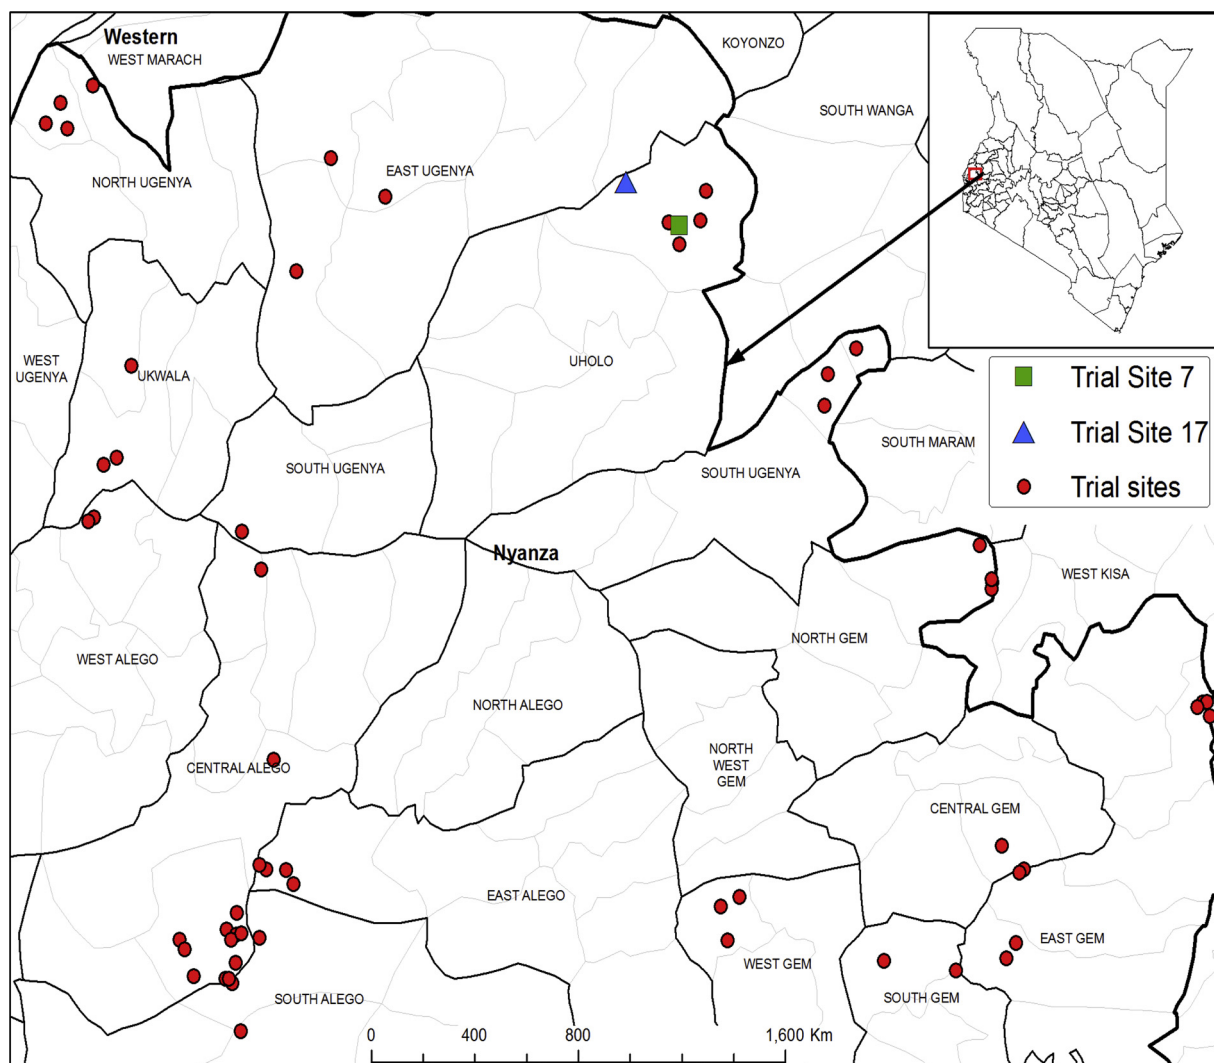 Western
WEST MARACH
KOYONZO
SOUTH WANGA
EAST UGENYA
NORTH UGENYA
WEST
UGENYA
UKWALA
UHOLO
Trial Site 7
Trial Site 17
Trial sites
SOUTH UGENYA
SOUTH UGENYA
SOUTH MARAM
Nyanza
WEST KISA
NORTH GEM
WEST ALEGO
NORTH ALEGO
NORTH
WEST
GEM
CENTRAL ALEGO
CENTRAL GEM
EAST ALEGO
EAST GEM
WEST GEM
SOUTH GEM
SOUTH ALEGO
0 400 800 1,600 Km